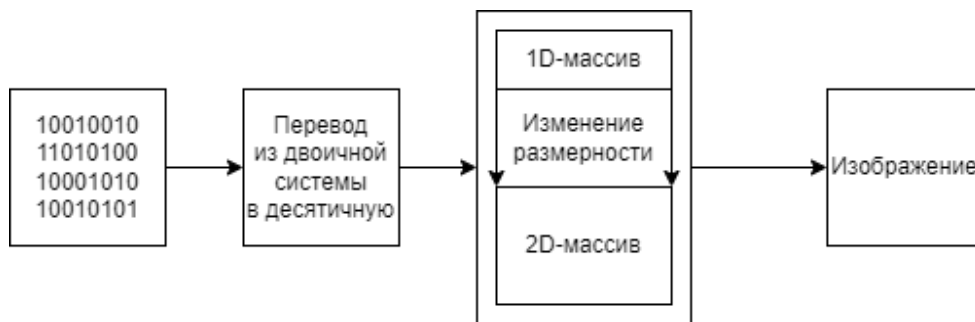 10010010
11010100
10001010
10010101
Перевод
из двоичной
системы
в десятичную
1D-массив
Изменение
размерности
2D-массив
Изображение